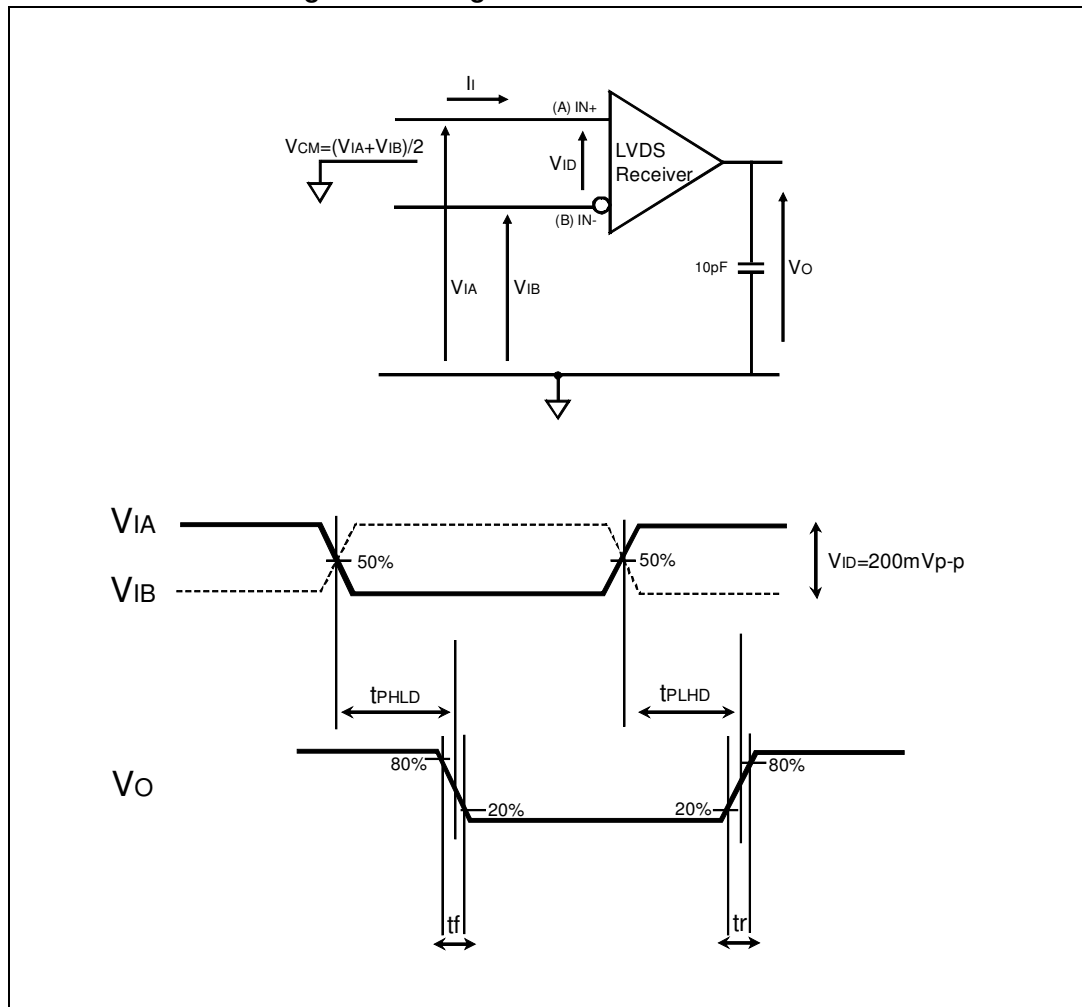 II
(A) IN+
VCM=(VIA+VIB)/2
VID
LVDS
Receiver
(B) IN-
10pF
VO
VIA
VIB
VIA
50%
50%
VID=200mVp-p
VIB
tPHLD
tPLHD
80%
80%
VO
20%
20%
tf
tr